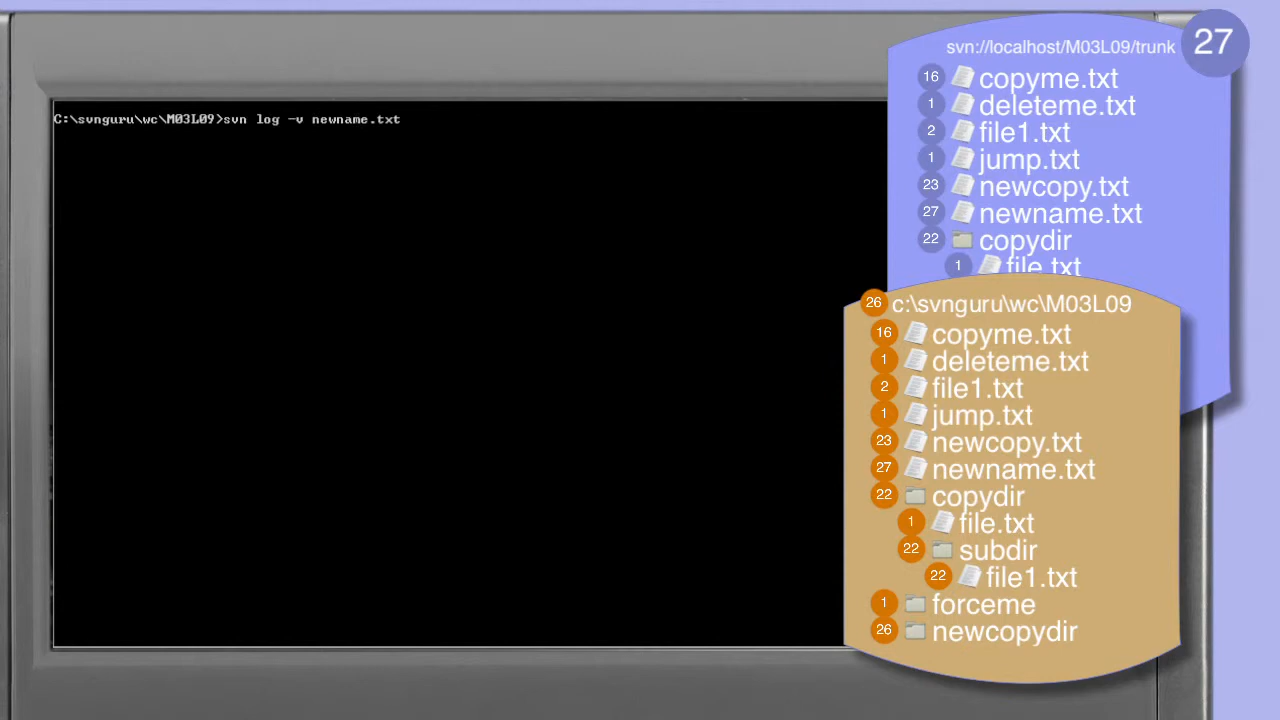 C:\svnguru\wc\M03L09>svn log -v newname.txt
svn://localhost/M03L09/trunk 27
16 copyme.txt
1 deleteme.txt
2 file1.txt
1 jump.txt
23 newcopy.txt
27 newname.txt
22 copydir
1 file.txt
26 c:\svnguru\wc\M03L09
16 copyme.txt
1 deleteme.txt
2 file1.txt
1 jump.txt
23 newcopy.txt
27 newname.txt
22 copydir
1 file.txt
22 subdir
22 file1.txt
1 forceme
26 newcopydir